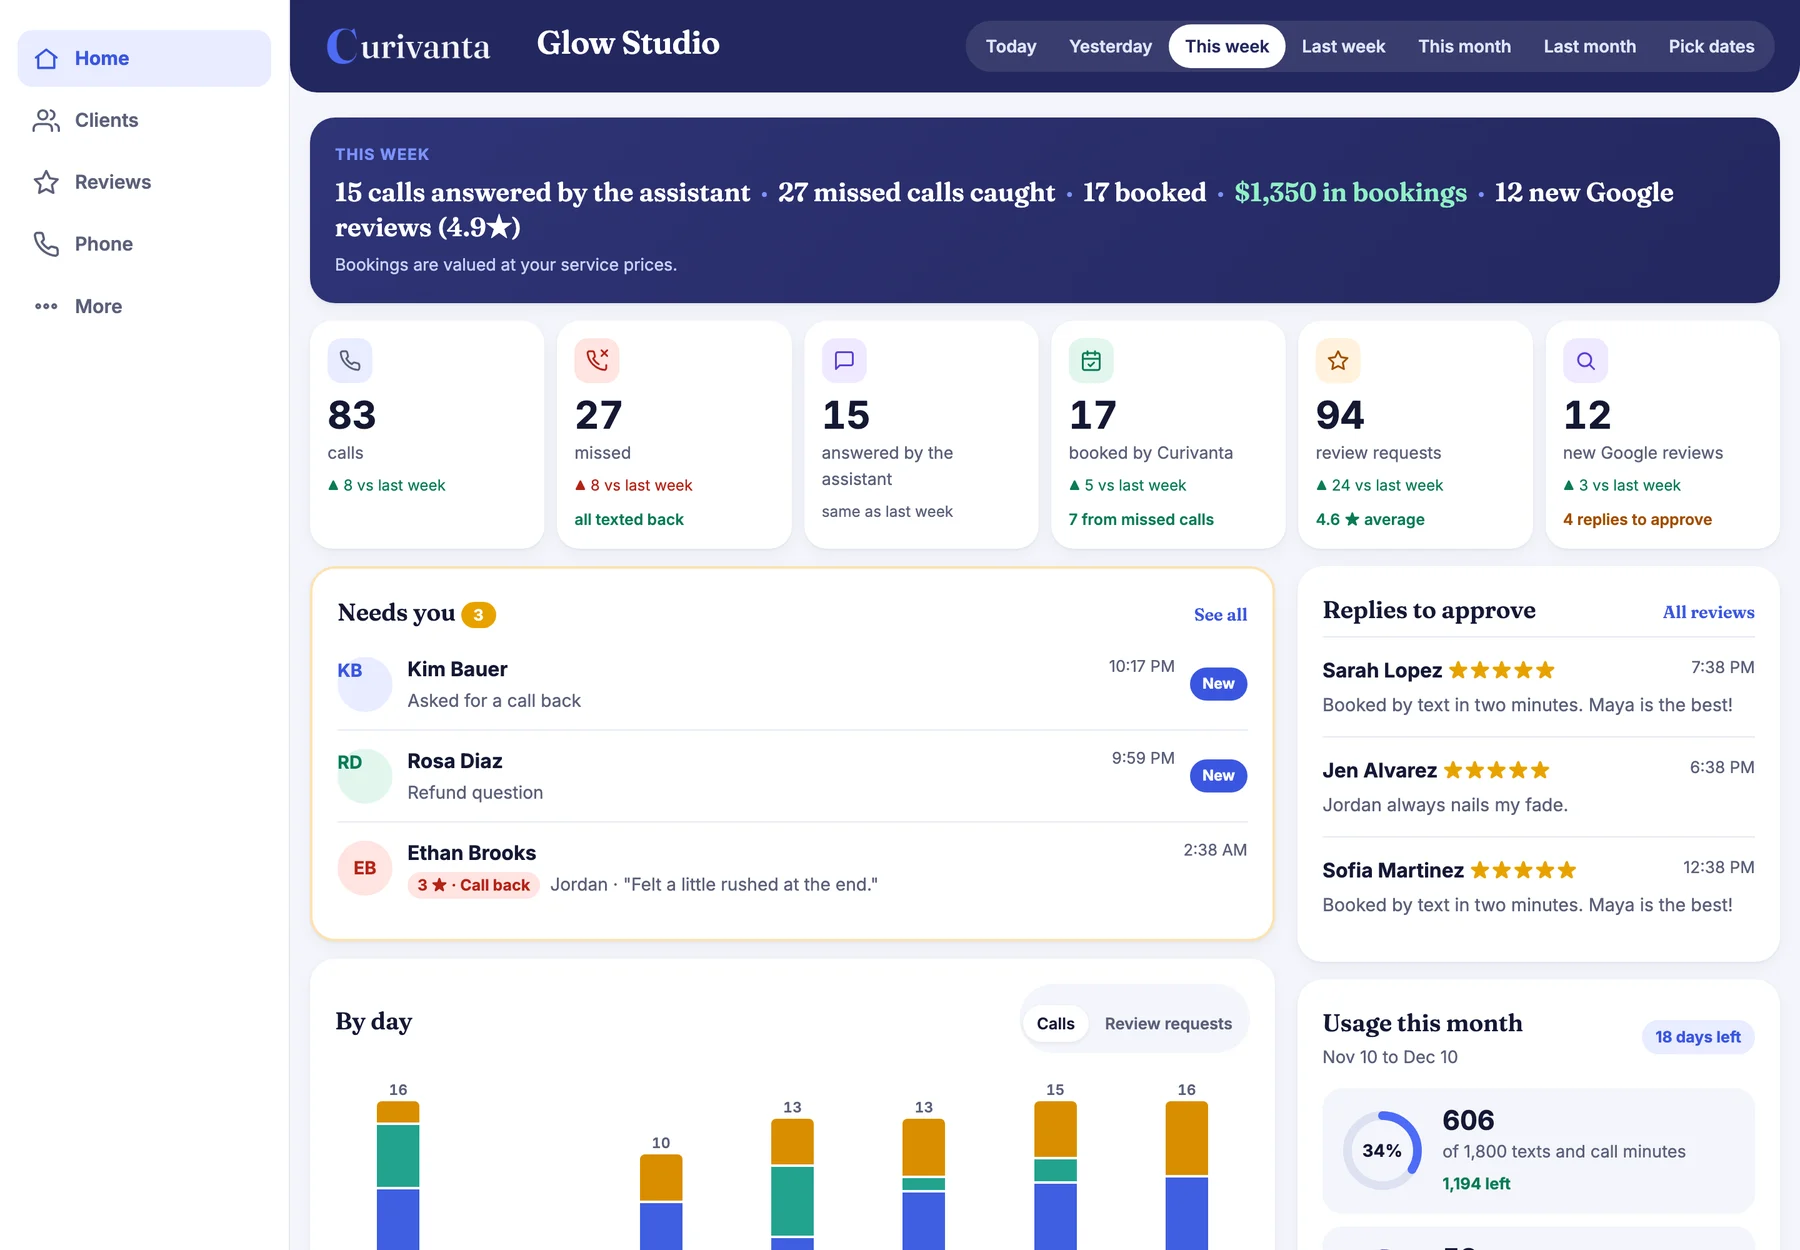 Home
Clients
Reviews
Phone
More
Curivanta
Glow Studio
Today
Yesterday
This week
Last week
This month
Last month
Pick dates
THIS WEEK
15 calls answered by the assistant · 27 missed calls caught · 17 booked · $1,350 in bookings · 12 new Google
reviews (4.9★)
Bookings are valued at your service prices.
83
calls
▲ 8 vs last week
27
missed
▲ 8 vs last week
all texted back
15
answered by the
assistant
same as last week
17
booked by Curivanta
▲ 5 vs last week
7 from missed calls
94
review requests
▲ 24 vs last week
4.6 ★ average
12
new Google reviews
▲ 3 vs last week
4 replies to approve
Needs you 3
See all
KB
Kim Bauer
Asked for a call back
10:17 PM
New
RD
Rosa Diaz
Refund question
9:59 PM
New
EB
Ethan Brooks
3 ★ · Call back Jordan · "Felt a little rushed at the end."
2:38 AM
Replies to approve
All reviews
Sarah Lopez ★★★★★
7:38 PM
Booked by text in two minutes. Maya is the best!
Jen Alvarez ★★★★★
6:38 PM
Jordan always nails my fade.
Sofia Martinez ★★★★★
12:38 PM
Booked by text in two minutes. Maya is the best!
By day
Calls
Review requests
16
10
13
13
15
16
Usage this month
Nov 10 to Dec 10
18 days left
34%
606
of 1,800 texts and call minutes
1,194 left